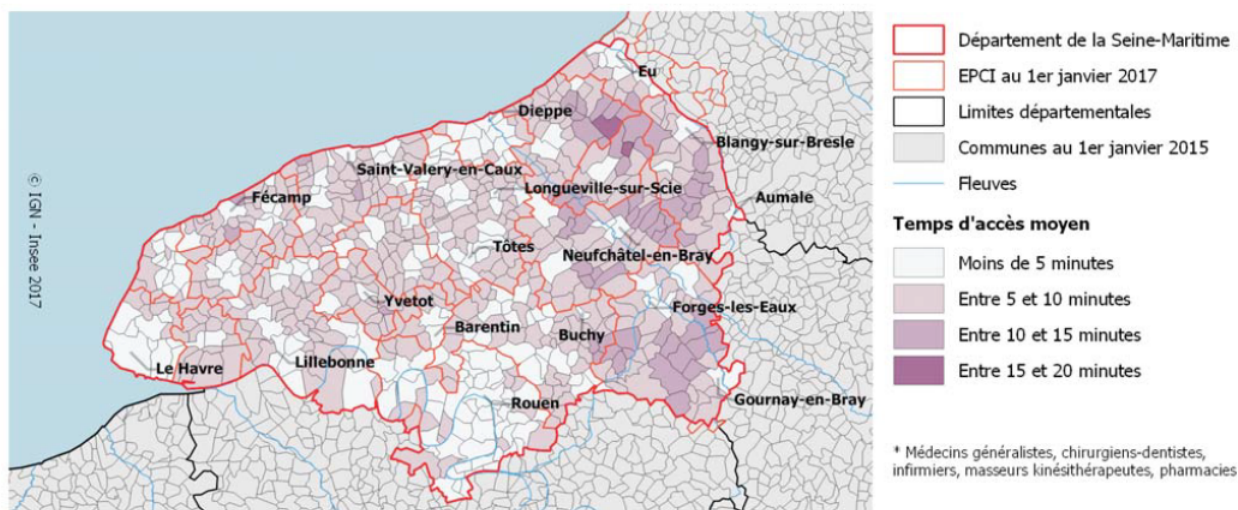 Eu
Dieppe
Blangy-sur-Bresle
Saint-Valery-en-Caux
Longueville-sur-Scie
Fécamp
Aumale
Tôtes
Neufchâtel-en-Bray
Yvetot
Forges-les-Eaux
Barentin
Buchy
Lillebonne
Le Havre
Rouen
Gournay-en-Bray
© IGN - Insee 2017
Département de la Seine-Maritime
EPCI au 1er janvier 2017
Limites départementales
Communes au 1er janvier 2015
Fleuves
Temps d'accès moyen
Moins de 5 minutes
Entre 5 et 10 minutes
Entre 10 et 15 minutes
Entre 15 et 20 minutes
* Médecins généralistes, chirurgiens-dentistes,
infirmiers, masseurs kinésithérapeutes, pharmacies